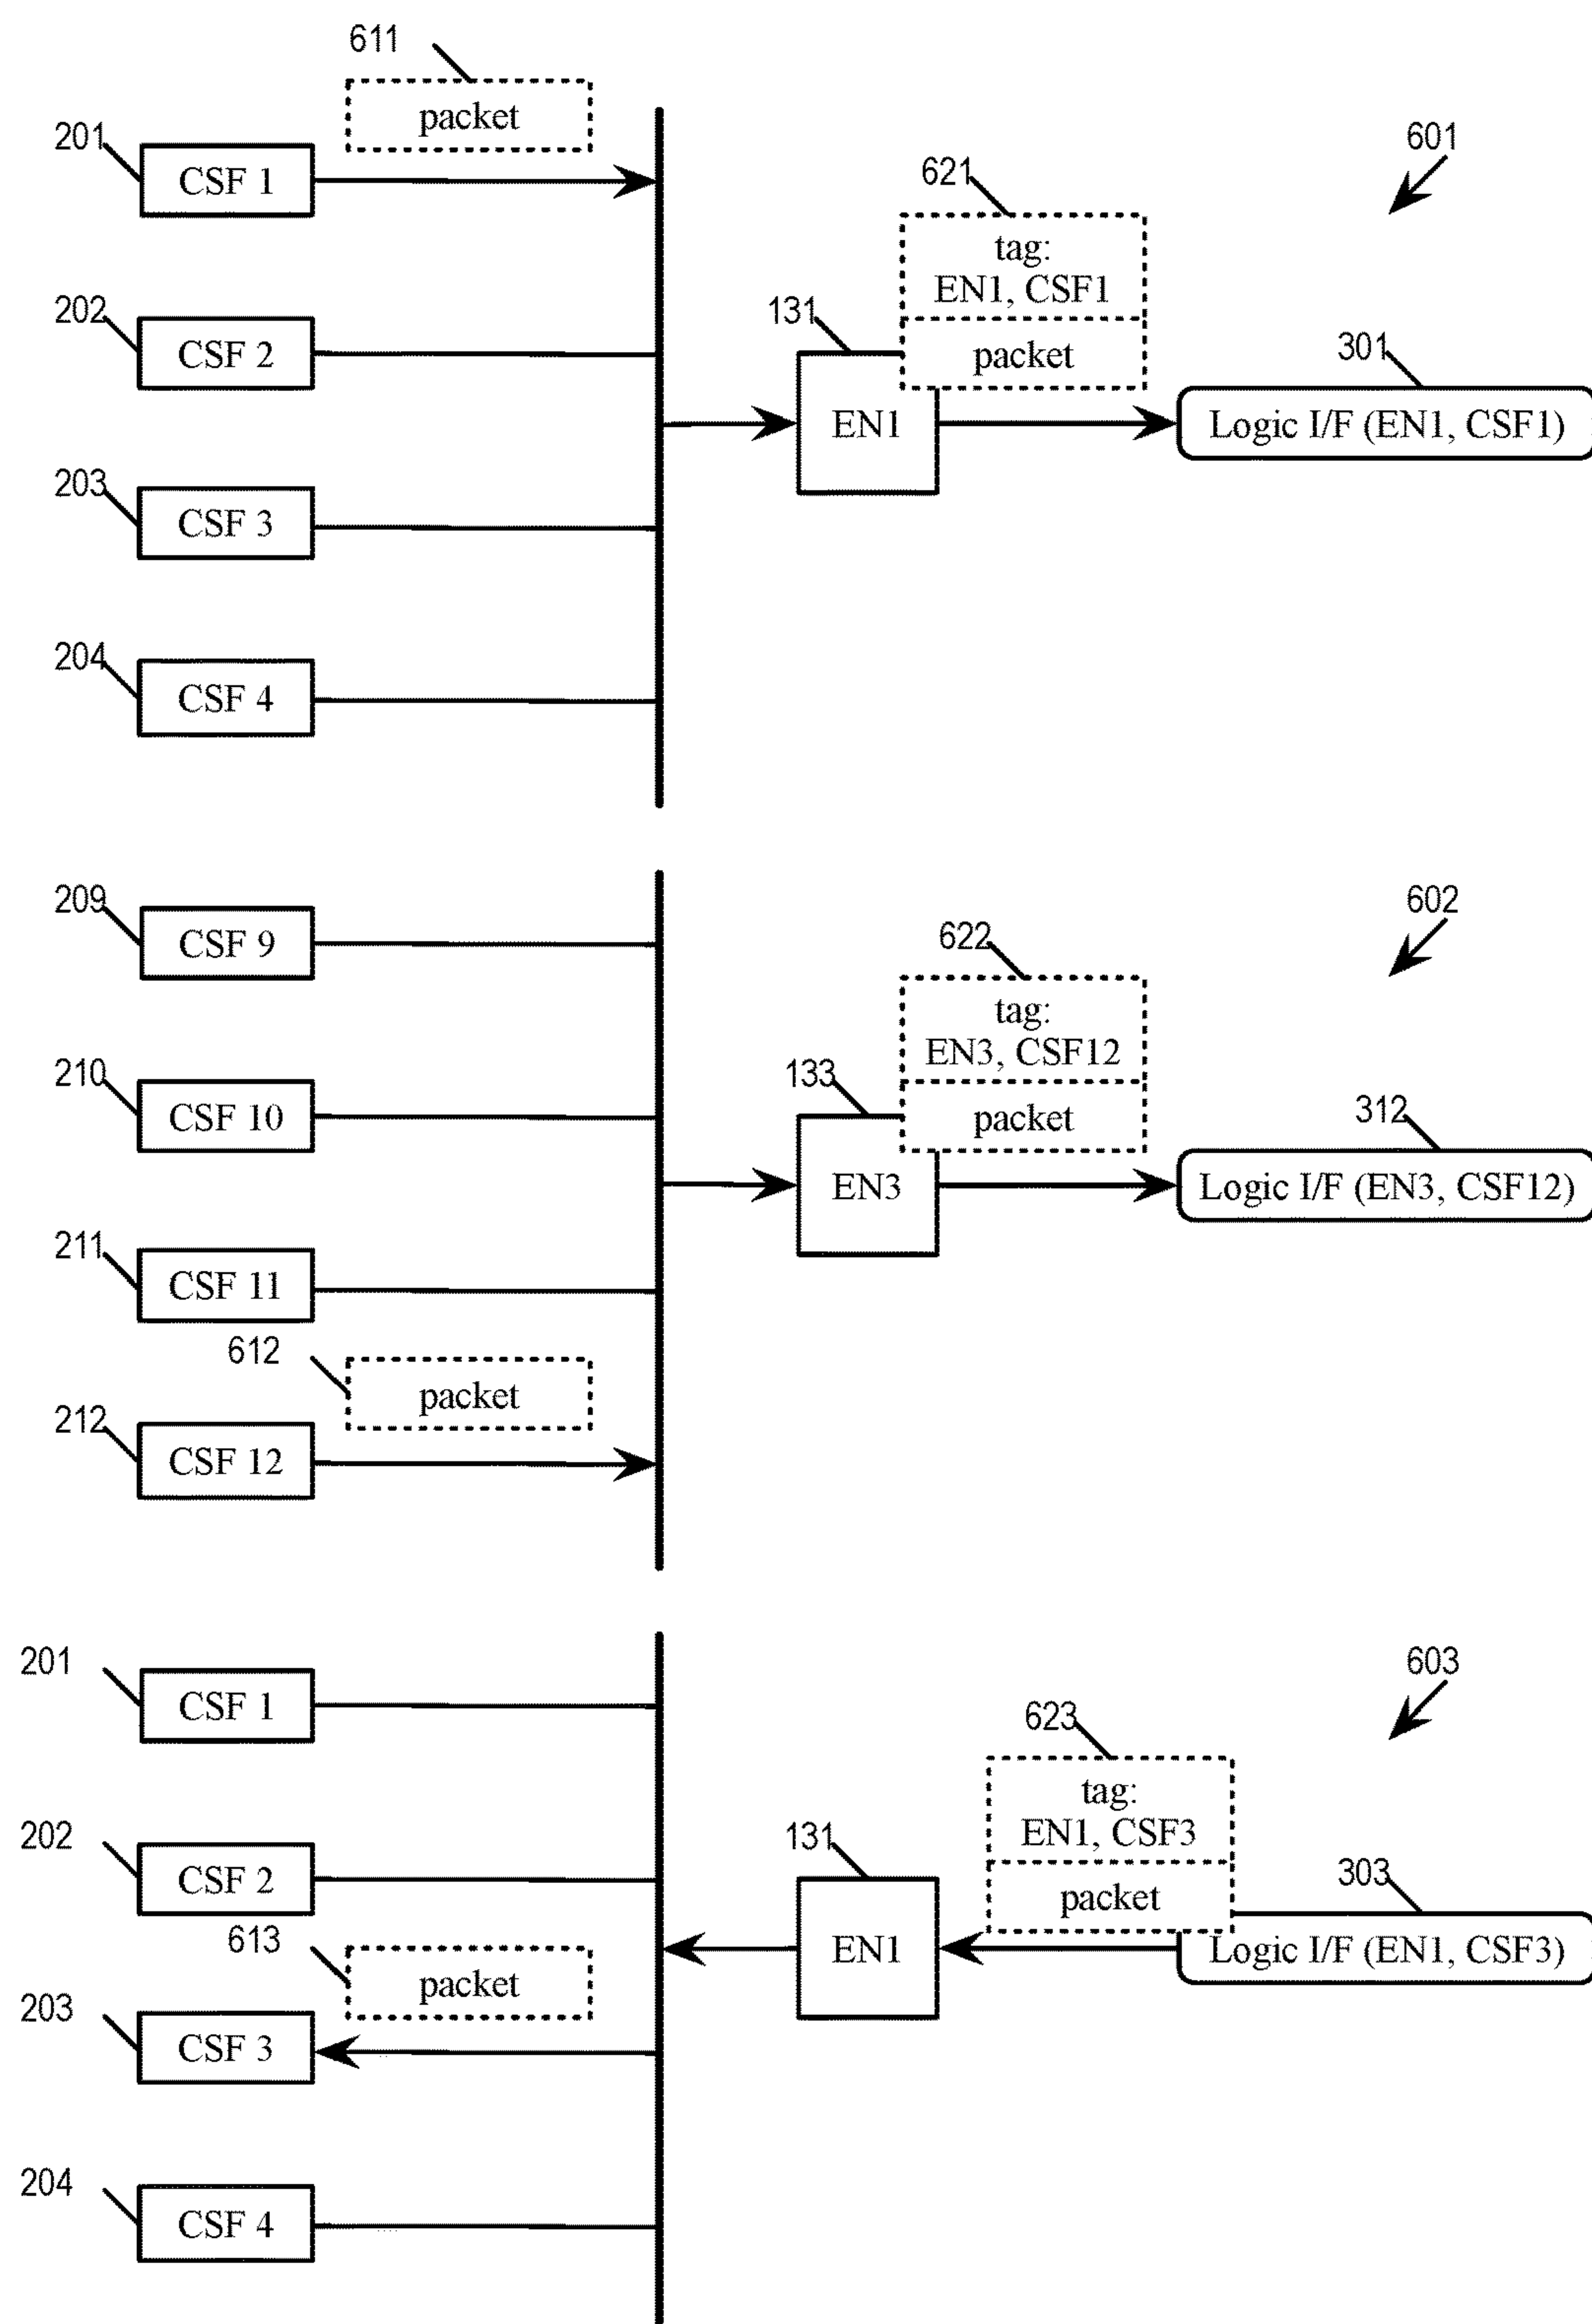 611
packet
201
CSF 1
601
621
tag:
EN1, CSF1
packet
202
CSF 2
131
EN1
301
Logic I/F (EN1, CSF1)
203
CSF 3
204
CSF 4
209
CSF 9
602
622
tag:
EN3, CSF12
packet
210
CSF 10
133
EN3
312
Logic I/F (EN3, CSF12)
211
CSF 11
612
packet
212
CSF 12
201
CSF 1
603
623
tag:
EN1, CSF3
packet
202
CSF 2
131
EN1
303
Logic I/F (EN1, CSF3)
613
packet
203
CSF 3
204
CSF 4